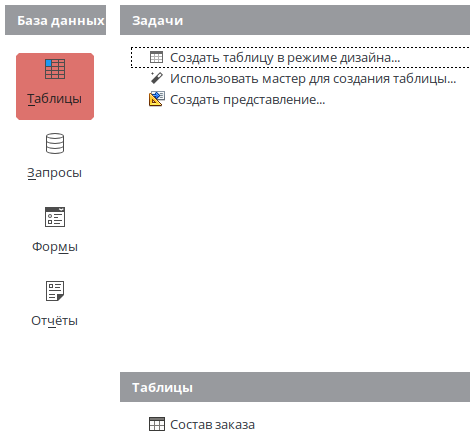 База данных
Задачи
Создать таблицу в режиме дизайна...
Использовать мастер для создания таблицы...
Создать представление...
Таблицы
Запросы
Формы
Отчёты
Таблицы
Состав заказа